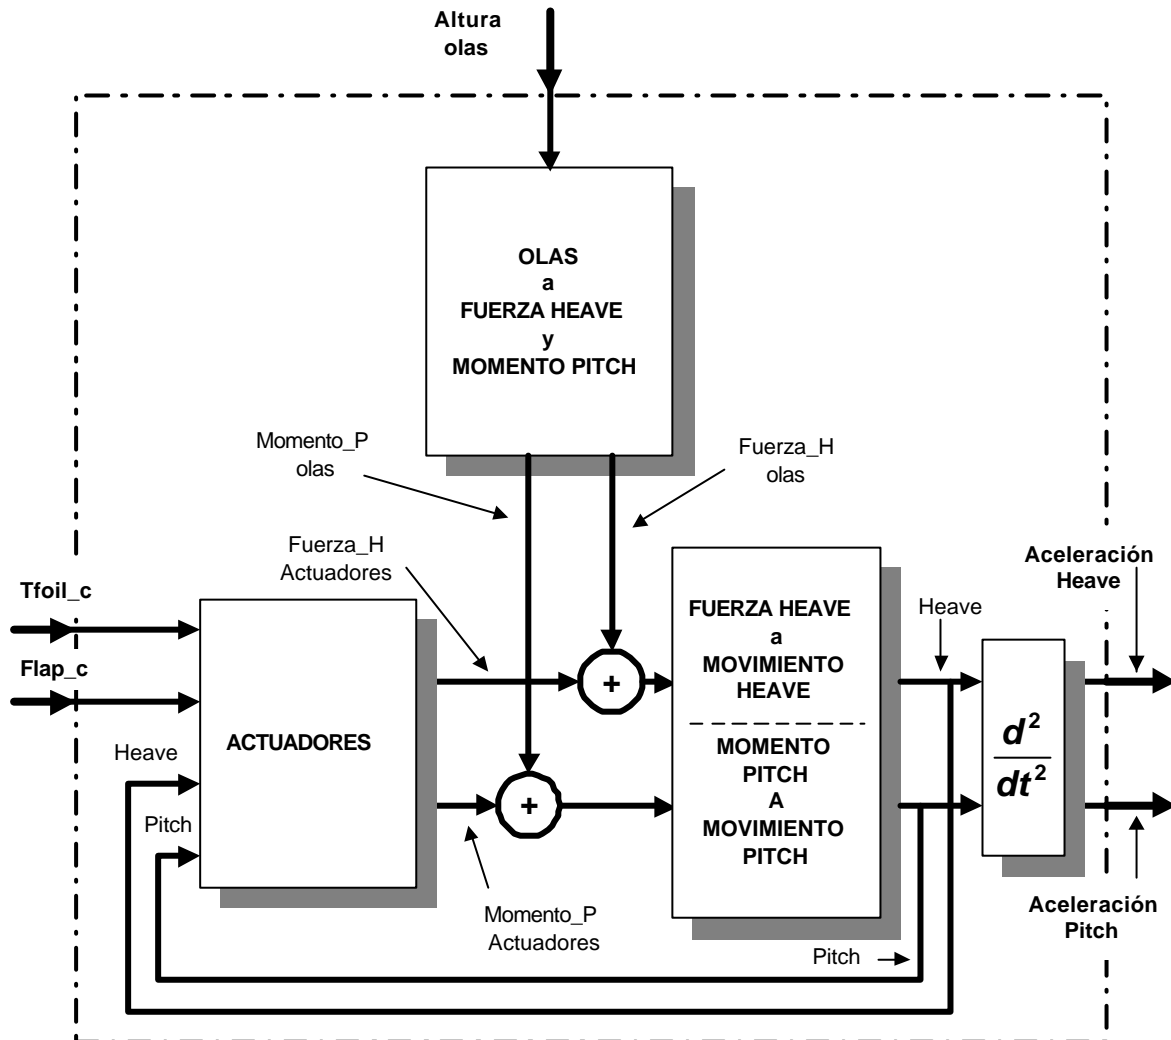 Altura
olas
OLAS
a
FUERZA HEAVE
y
MOMENTO PITCH
Momento_P
olas
Fuerza_H
olas
Fuerza_H
Actuadores
Tfoil_c
Flap_c
Heave
Pitch
ACTUADORES
+
+
FUERZA HEAVE
a
MOVIMIENTO
HEAVE
MOMENTO
PITCH
A
MOVIMIENTO
PITCH
Heave
d²
dt²
Aceleración
Heave
Aceleración
Pitch
Momento_P
Actuadores
Pitch